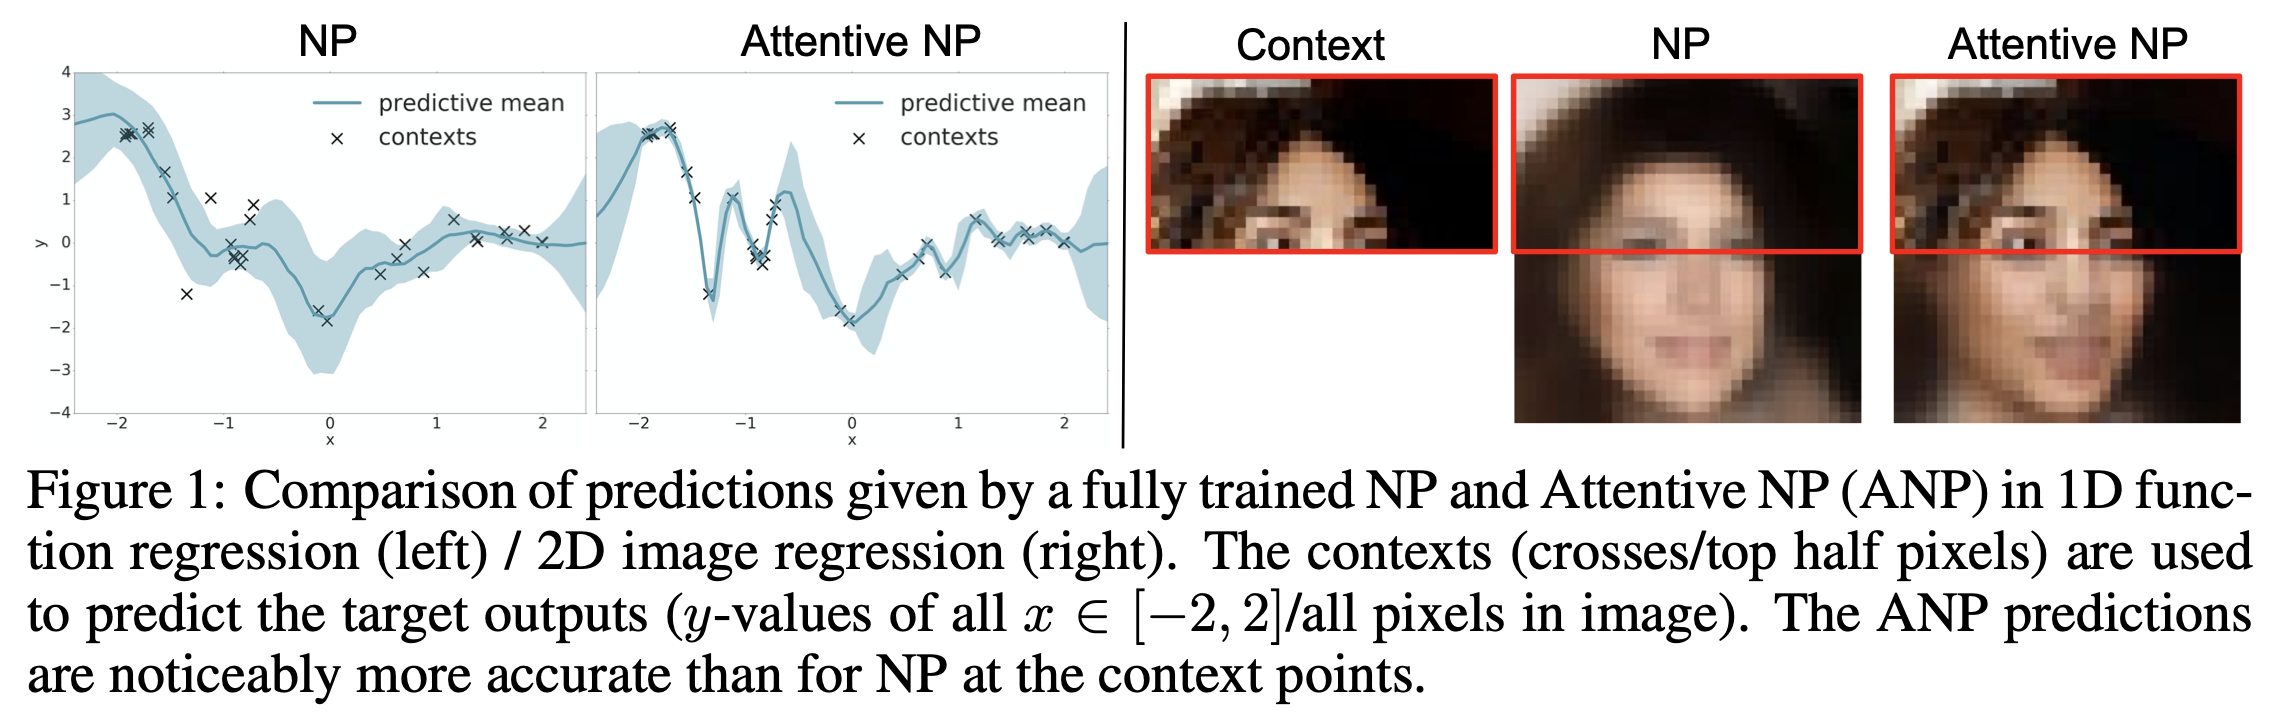 NP
Attentive NP
Context
NP
Attentive NP
predictive mean
contexts
predictive mean
contexts
4
3
2
1
0
−1
−2
−3
−4
y
−2 −1 0 1 2
x
−2 −1 0 1 2
x
Figure 1: Comparison of predictions given by a fully trained NP and Attentive NP (ANP) in 1D func-
tion regression (left) / 2D image regression (right). The contexts (crosses/top half pixels) are used
to predict the target outputs (y-values of all x ∈ [−2, 2]/all pixels in image). The ANP predictions
are noticeably more accurate than for NP at the context points.